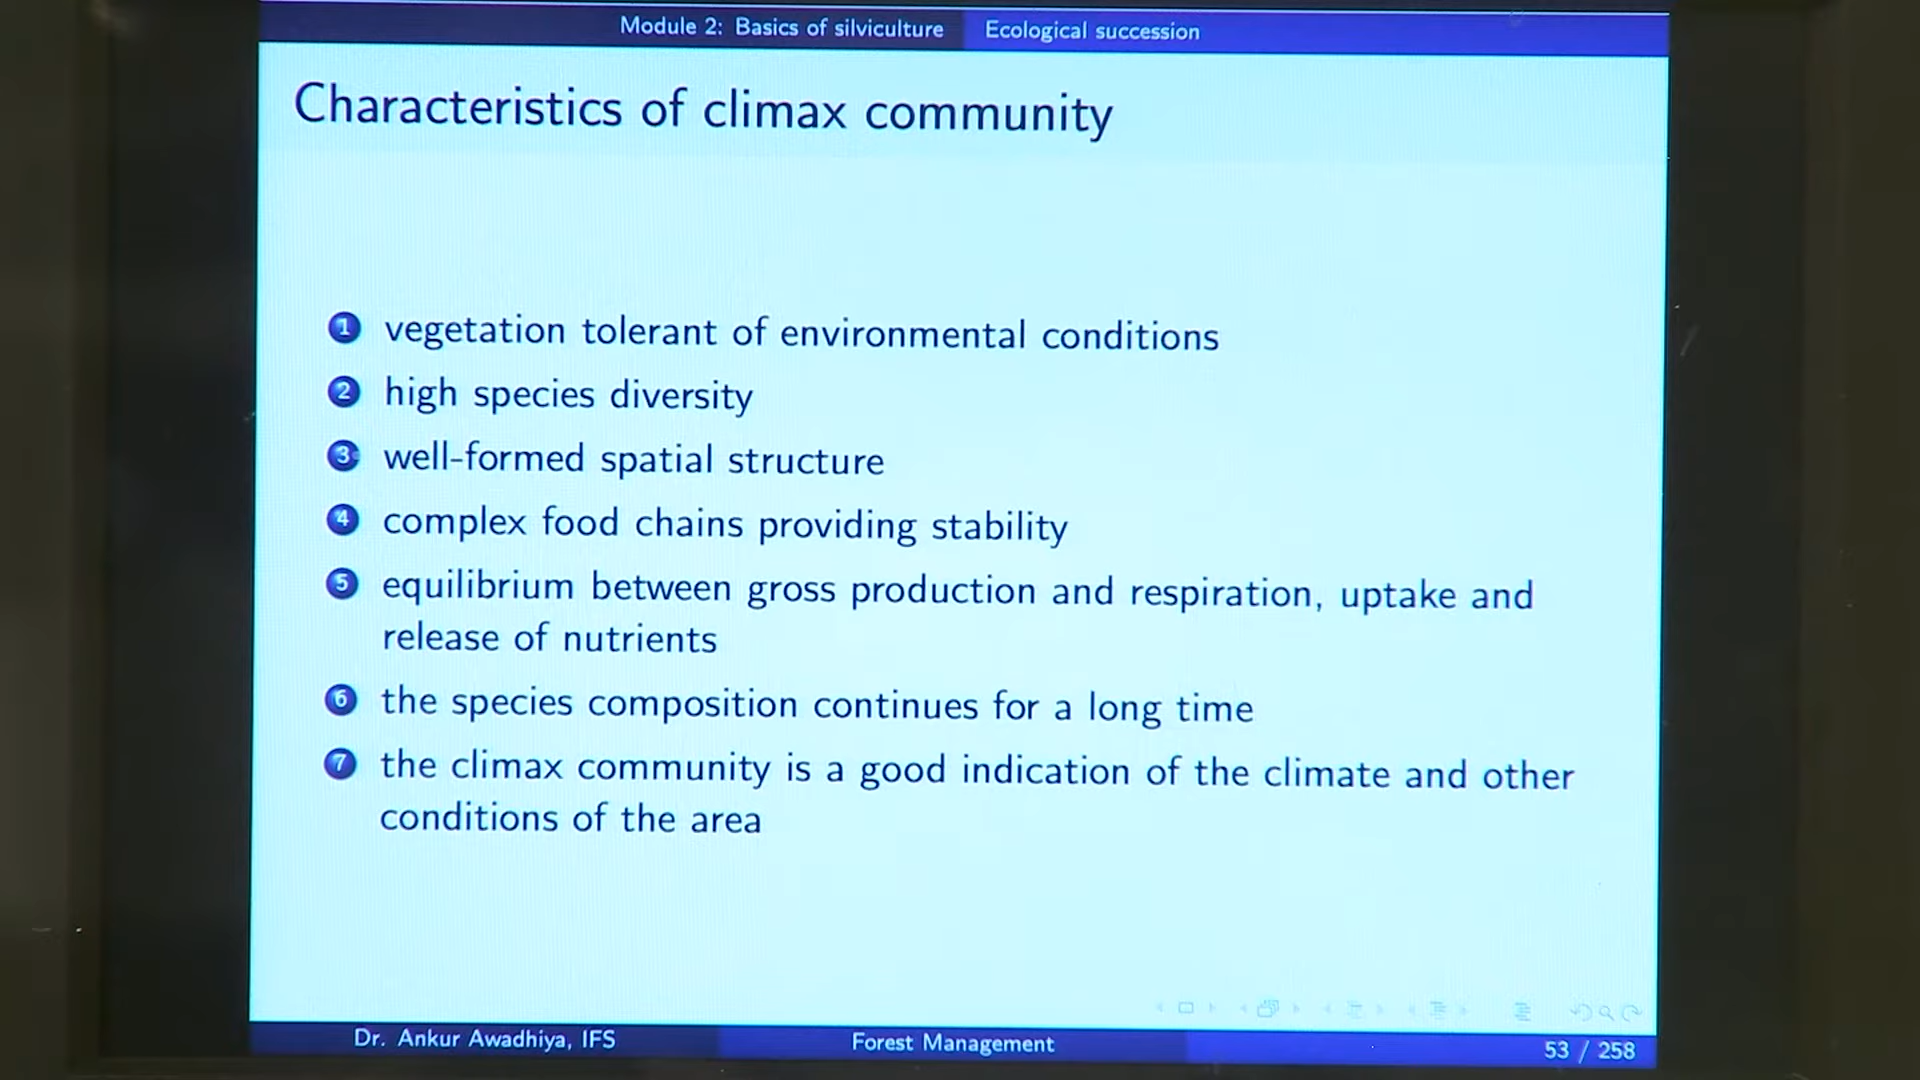 Module 2: Basics of silviculture Ecological succession
Characteristics of climax community
1 vegetation tolerant of environmental conditions
2 high species diversity
3 well-formed spatial structure
4 complex food chains providing stability
5 equilibrium between gross production and respiration, uptake and
release of nutrients
6 the species composition continues for a long time
7 the climax community is a good indication of the climate and other
conditions of the area
Dr. Ankur Awadhiya, IFS Forest Management 53 / 258